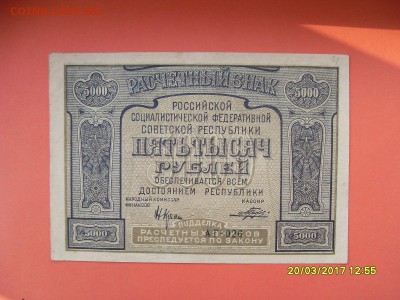 РАСЧЕТНЫЙ ЗНАК
5000 5000
РОССИЙСКОЙ
СОЦИАЛИСТИЧЕСКОЙ ФЕДЕРАТИВНОЙ
СОВЕТСКОЙ РЕСПУБЛИКИ
ПЯТЬ ТЫСЯЧ
РУБЛЕЙ
ОБЕСПЕЧИВАЕТСЯ ВСЕМ
ДОСТОЯНИЕМ РЕСПУБЛИКИ
НАРОДНЫЙ КОМИССАР
ФИНАНСОВ
КАССИР
ПОДДЕЛКА
5000 5000
РАСЧЕТНЫХ ЗНАКОВ
ПРЕСЛЕДУЕТСЯ ПО ЗАКОНУ
20/03/2017 12:55